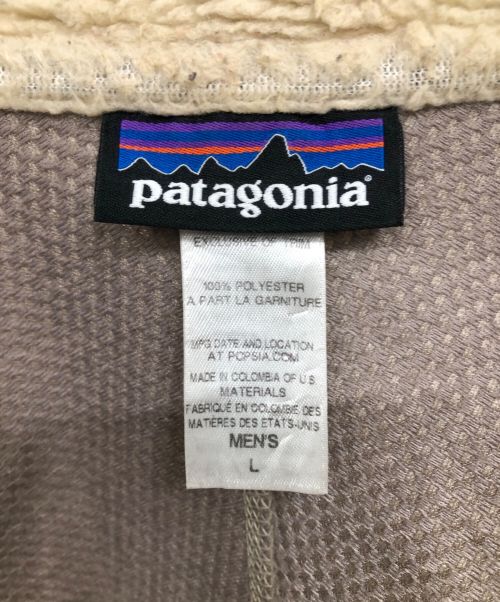 patagonia®
EXCLUSIVE OF TRIM
100% POLYESTER
A PART LA GARNITURE
MFG DATE AND LOCATION
AT POPSIA.COM
MADE IN COLOMBIA OF U.S.
MATERIALS
FABRIQUÉ EN COLOMBIE DES
MATIÈRES DES ÉTATS-UNIS
MEN'S
L